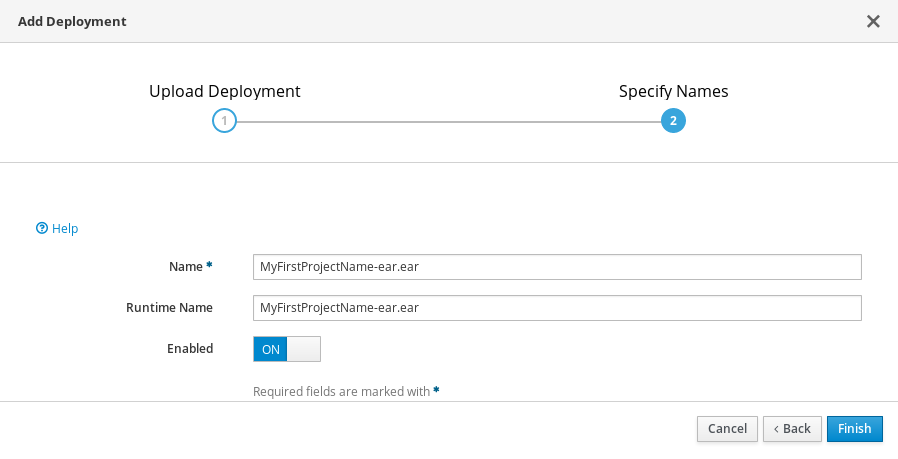 Add Deployment
Upload Deployment
Specify Names
1
2
Help
Name *
MyFirstProjectName-ear.ear
Runtime Name
MyFirstProjectName-ear.ear
Enabled
ON
Required fields are marked with *
Cancel
‹ Back
Finish